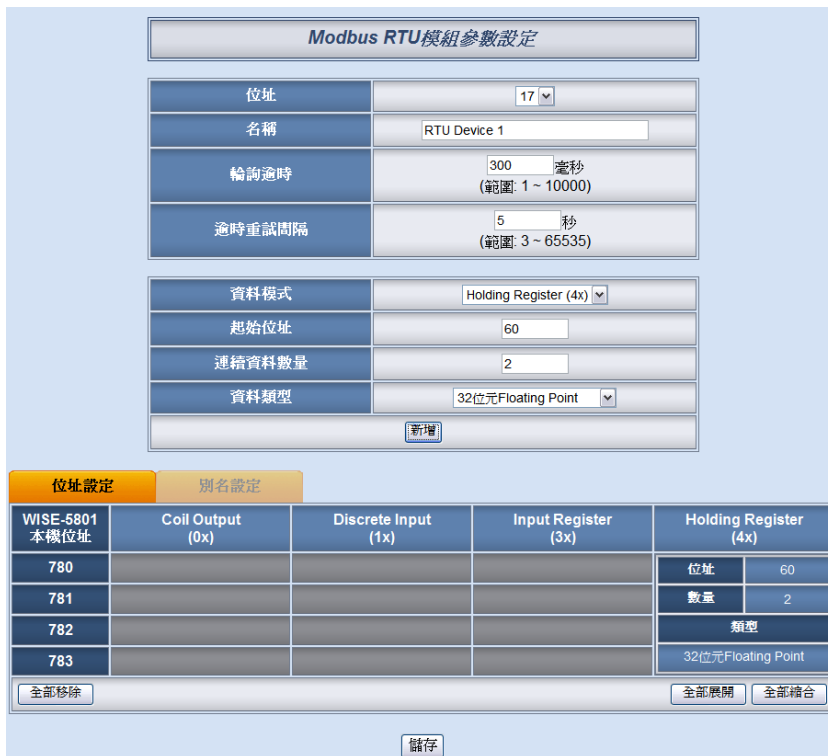 Modbus RTU模組參數設定
位址 17
名稱 RTU Device 1
輪詢逾時 300 毫秒
(範圍: 1 ~ 10000)
逾時重試間隔 5 秒
(範圍: 3 ~ 65535)
資料模式 Holding Register (4x)
起始位址 60
連續資料數量 2
資料類型 32位元Floating Point
新增
位址設定 別名設定
WISE-5801 Coil Output Discrete Input Input Register Holding Register
本機位址 (0x) (1x) (3x) (4x)
780 位址 60
781 數量 2
782 類型
783 32位元Floating Point
全部移除 全部展開 全部縮合
儲存